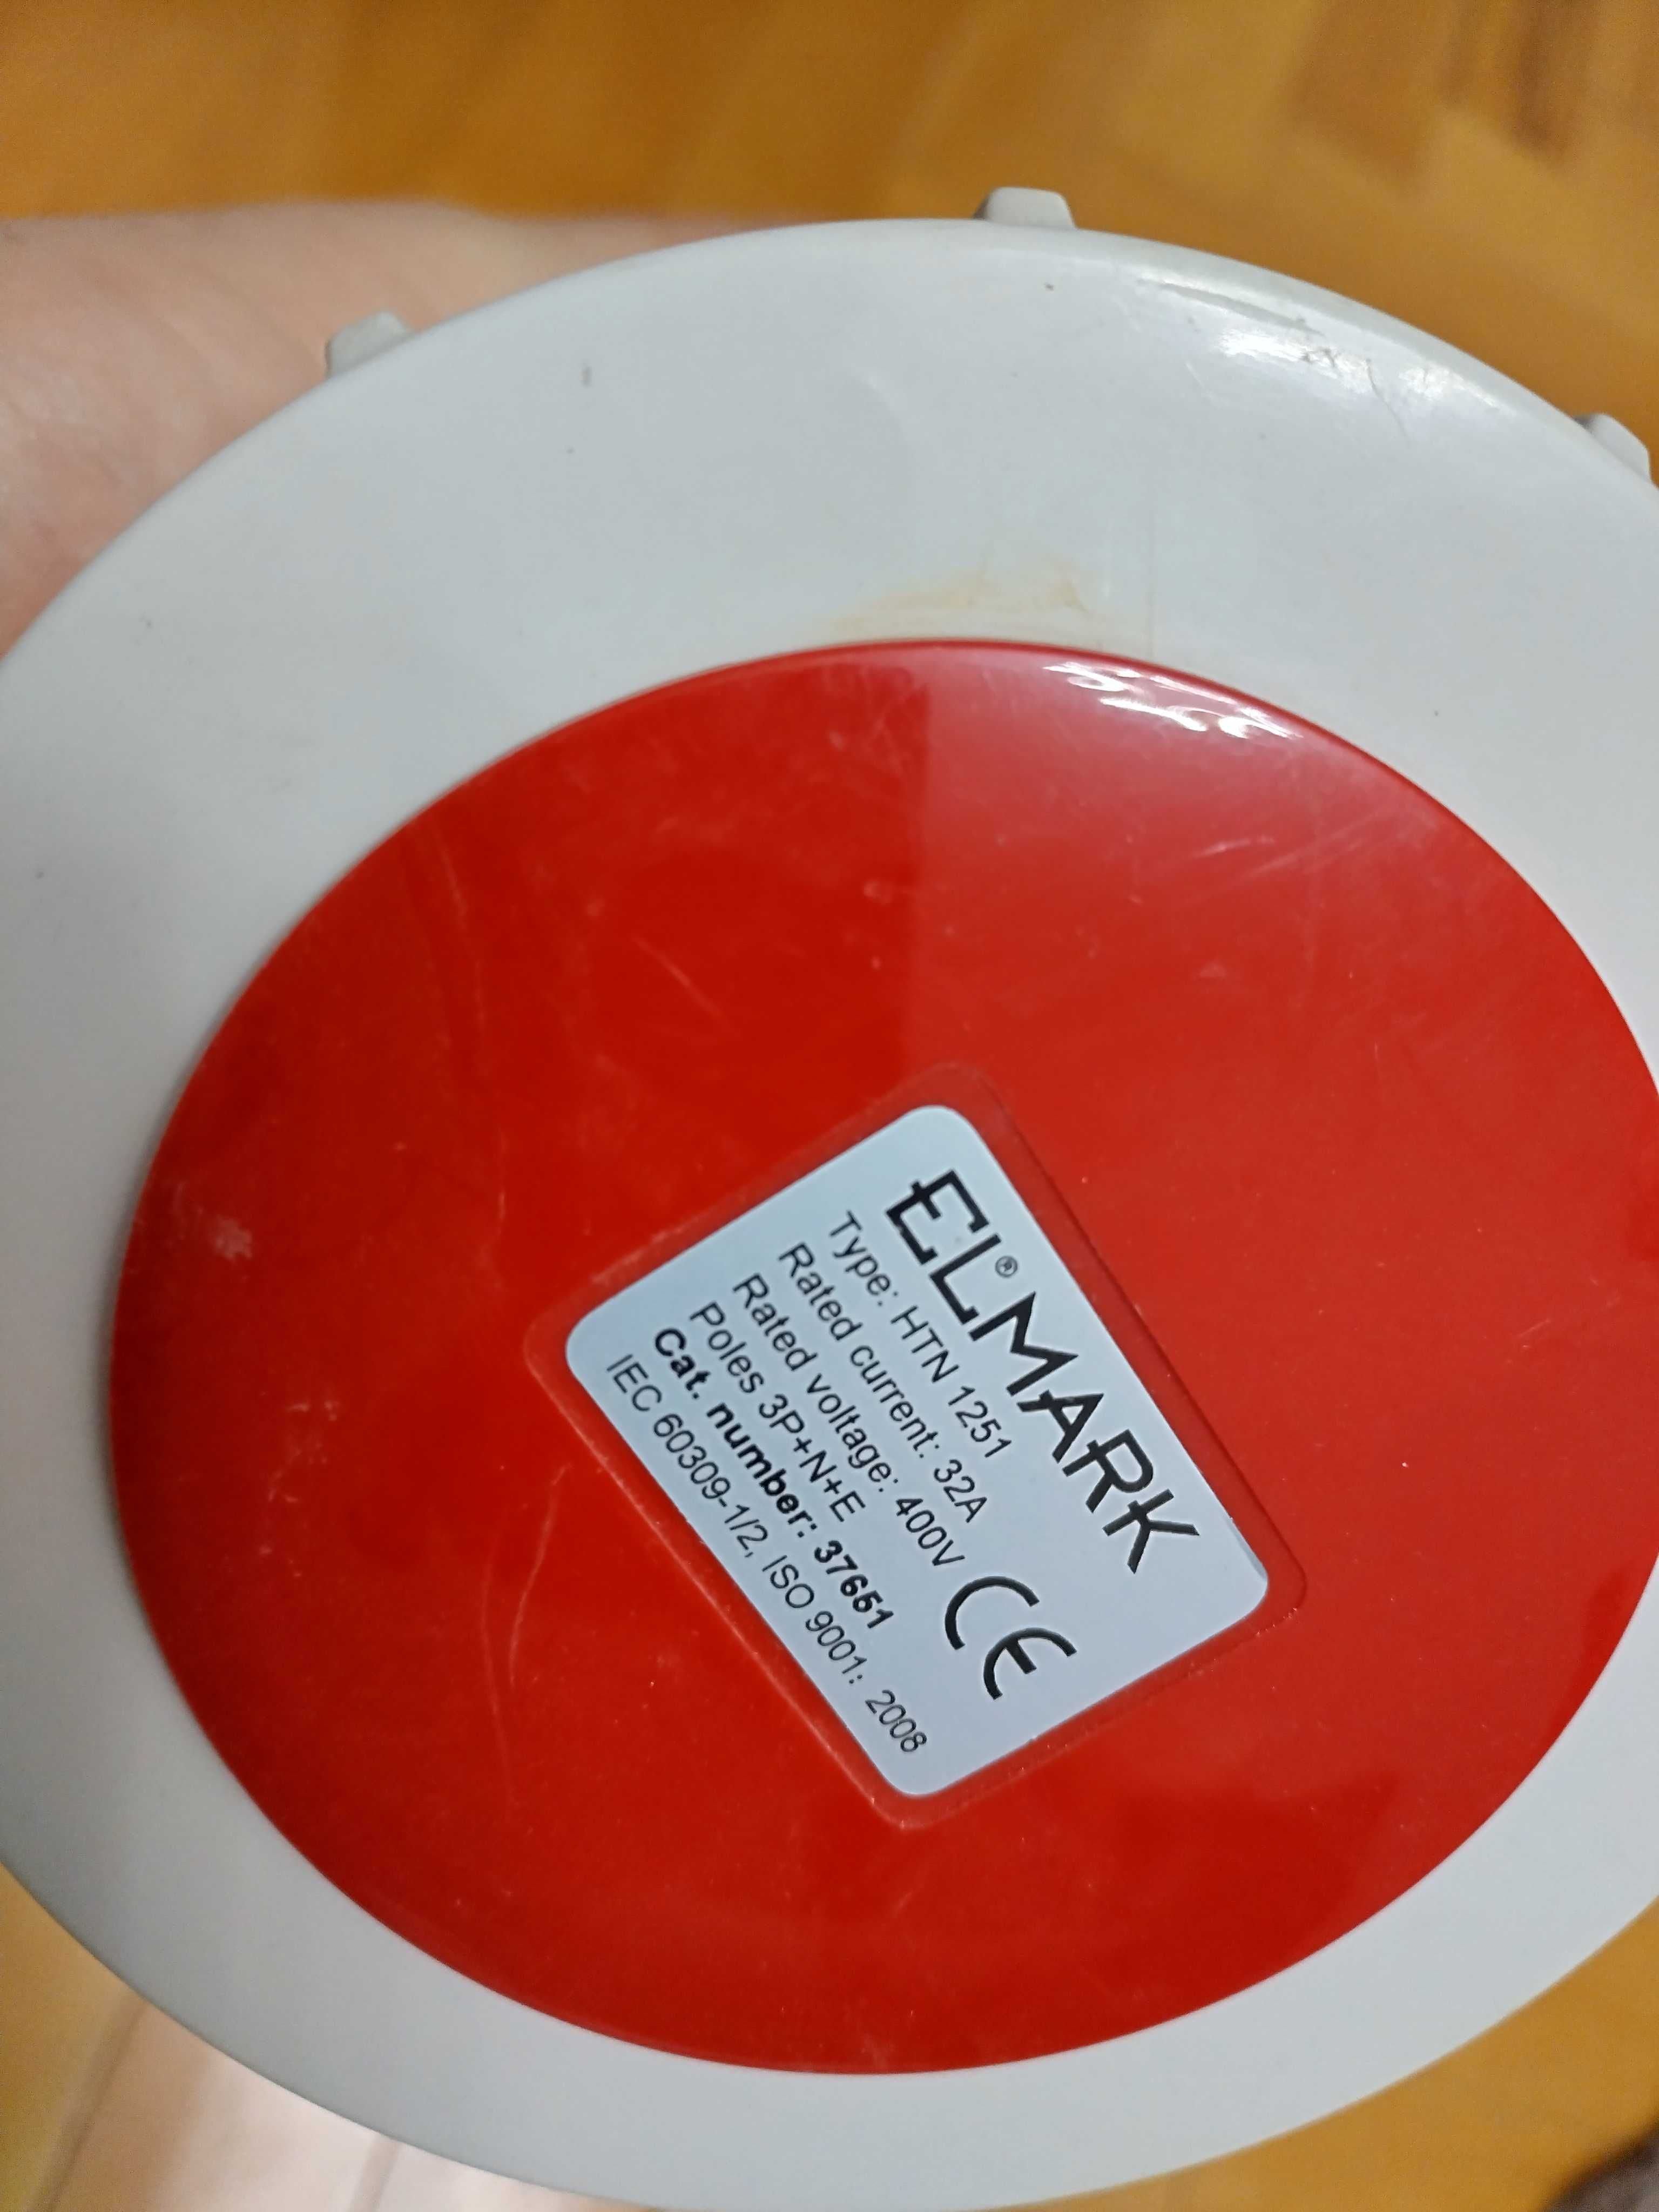 ELMARK®
Type: HTN 1251
Rated current: 32A
Rated voltage: 400V
Poles 3P+N+E
Cat. number: 37651
IEC 60309-1/2, ISO 9001: 2008
CE